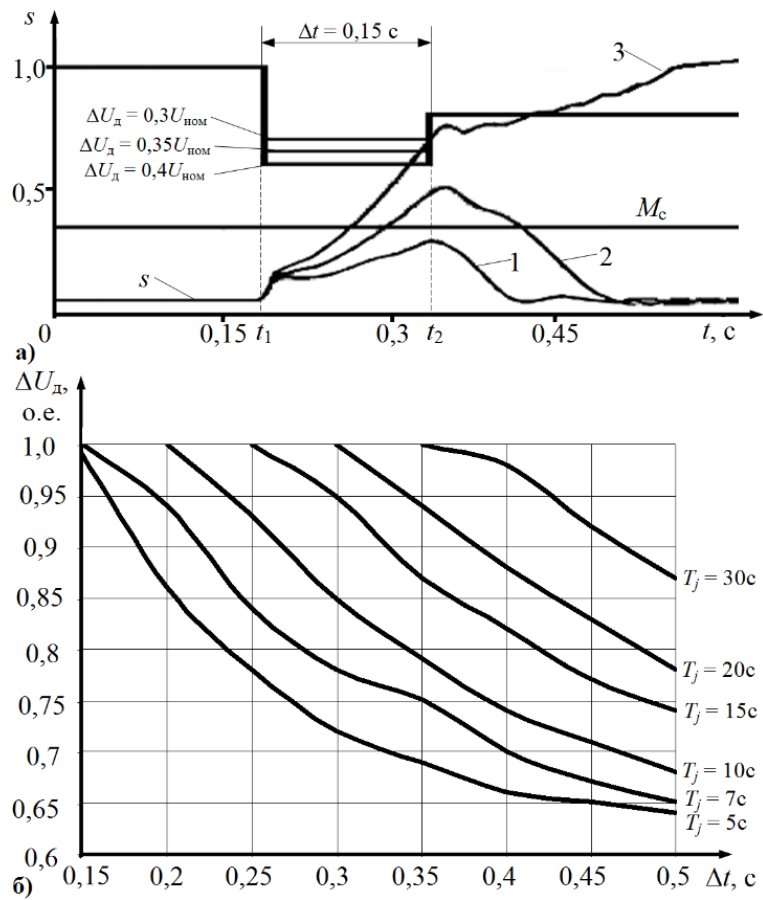 s
Δt = 0,15 с
3
1,0
ΔUд = 0,3Uном
ΔUд = 0,35Uном
ΔUд = 0,4Uном
0,5
Mс
1
2
s
0
0,15
t1
0,3
t2
0,45
t, с
а)
ΔUд,
о.е.
1,0
0,95
0,9
0,85
0,8
0,75
0,7
0,65
0,6
Tj = 30с
Tj = 20с
Tj = 15с
Tj = 10с
Tj = 7с
Tj = 5с
б)
0,15 0,2 0,25 0,3 0,35 0,4 0,45 0,5 Δt, с